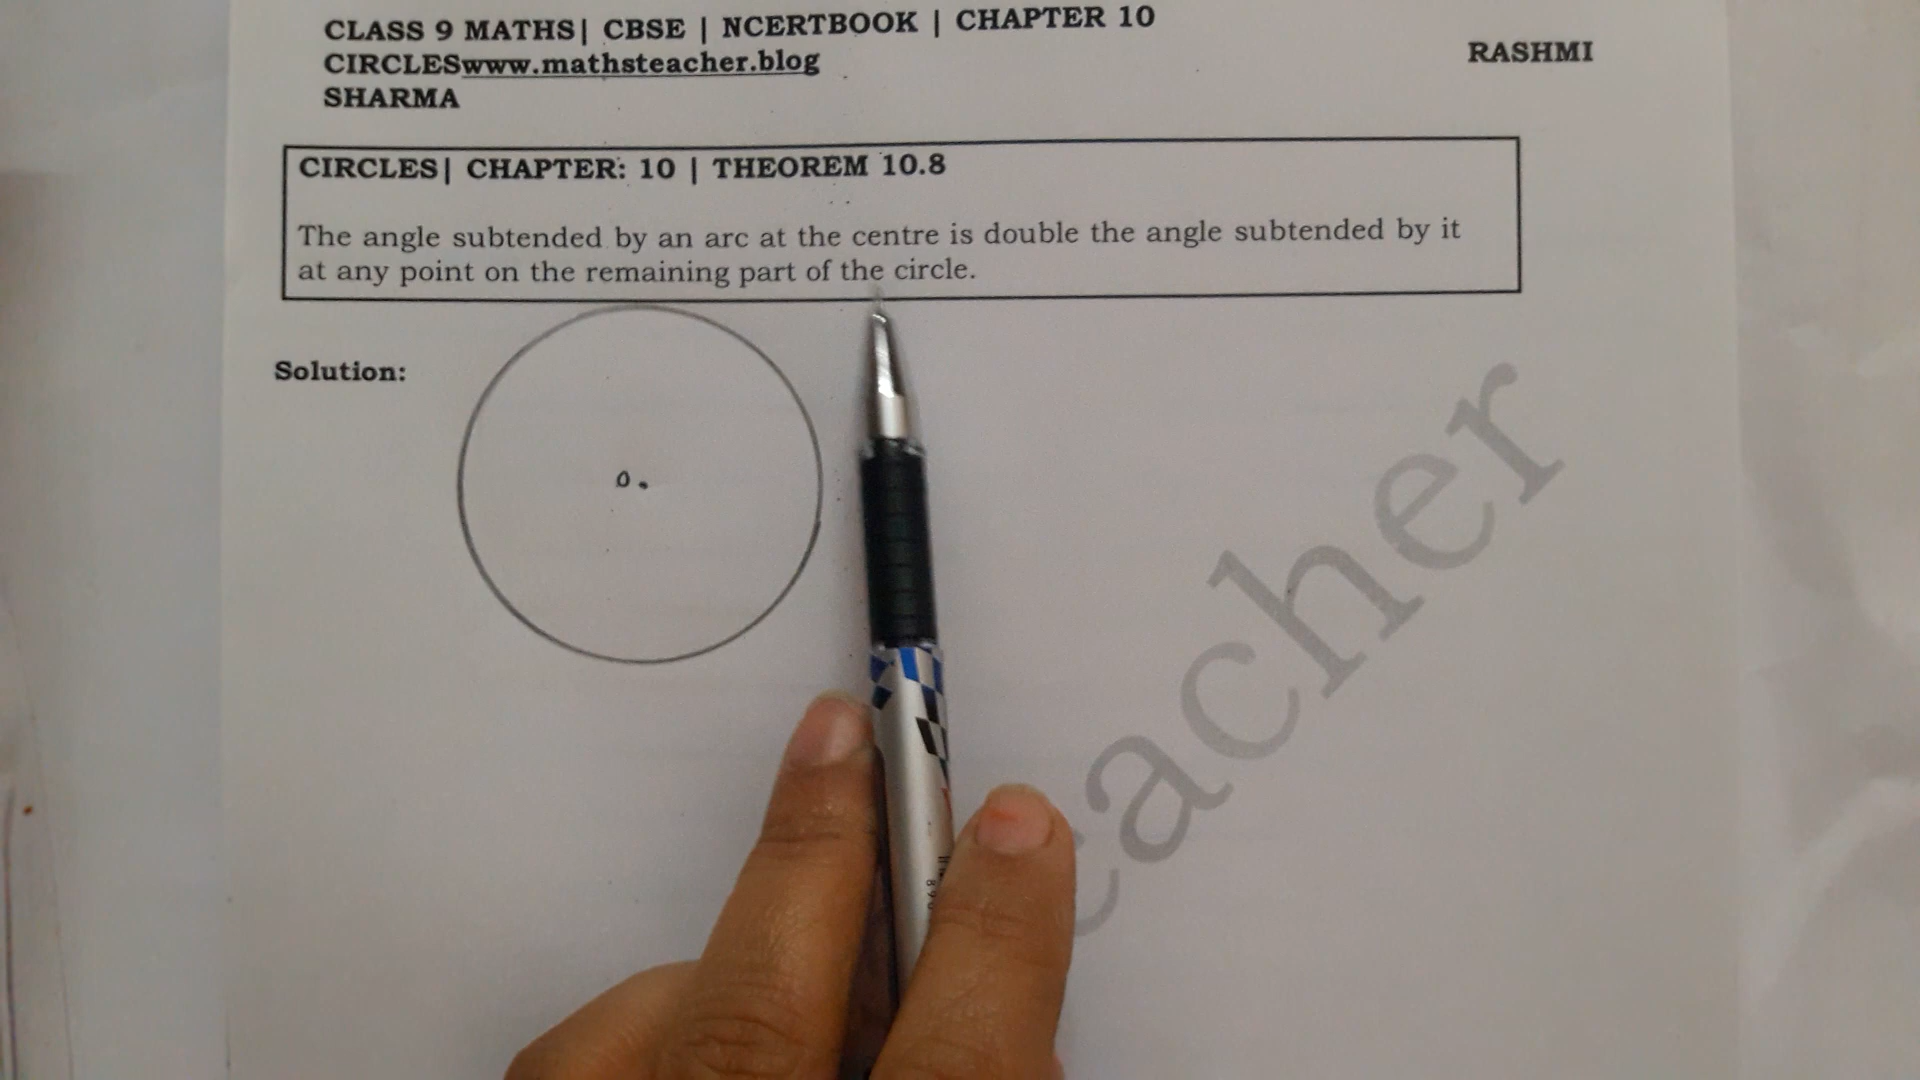 CLASS 9 MATHS| CBSE | NCERTBOOK | CHAPTER 10
CIRCLESwww.mathsteacher.blog RASHMI
SHARMA
CIRCLES| CHAPTER: 10 | THEOREM 10.8
The angle subtended by an arc at the centre is double the angle subtended by it
at any point on the remaining part of the circle.
Solution:
O
eacher